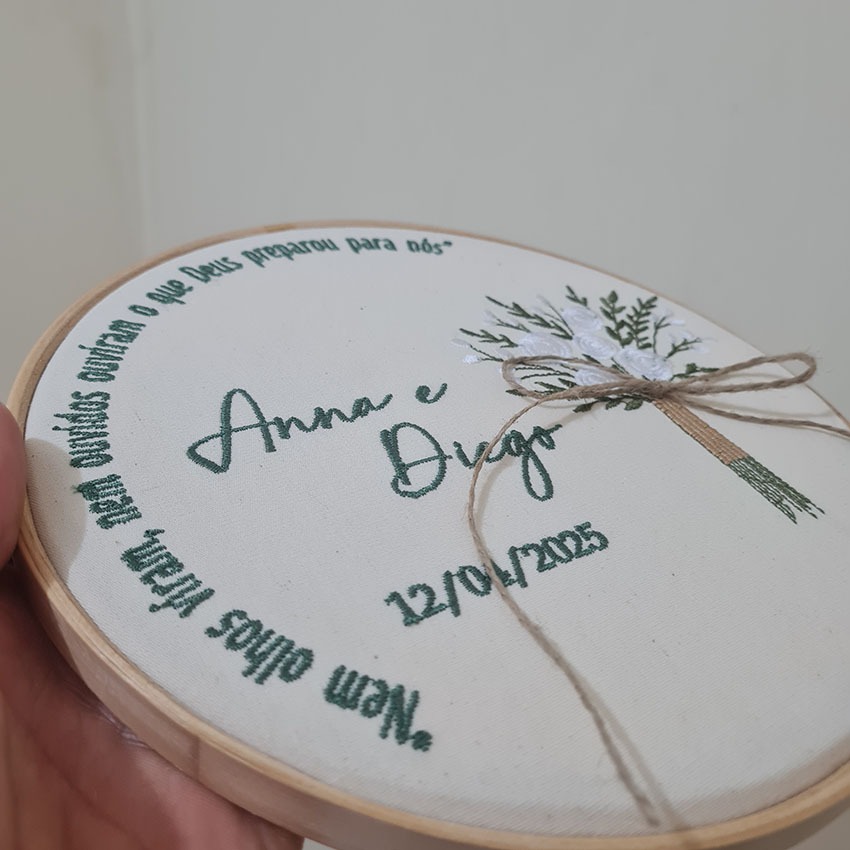 "Nem olhos viram, nem ouvidos ouviram o que Deus preparou para nós"
Anna e
Diego
12/04/2025